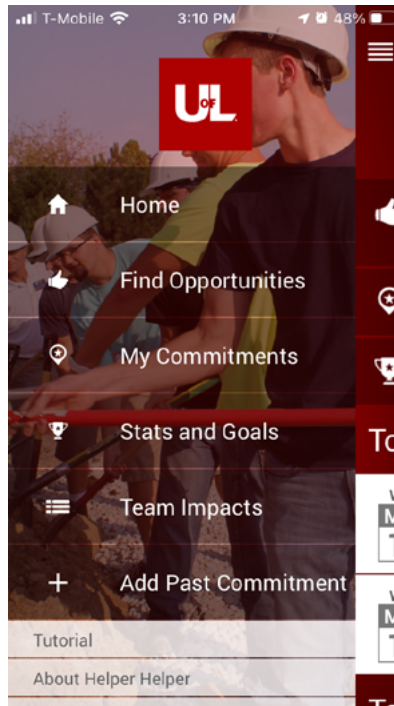 T-Mobile 3:10 PM 48%
U OF L
Home
Find Opportunities
My Commitments
Stats and Goals
Team Impacts
Add Past Commitment
Tutorial
About Helper Helper